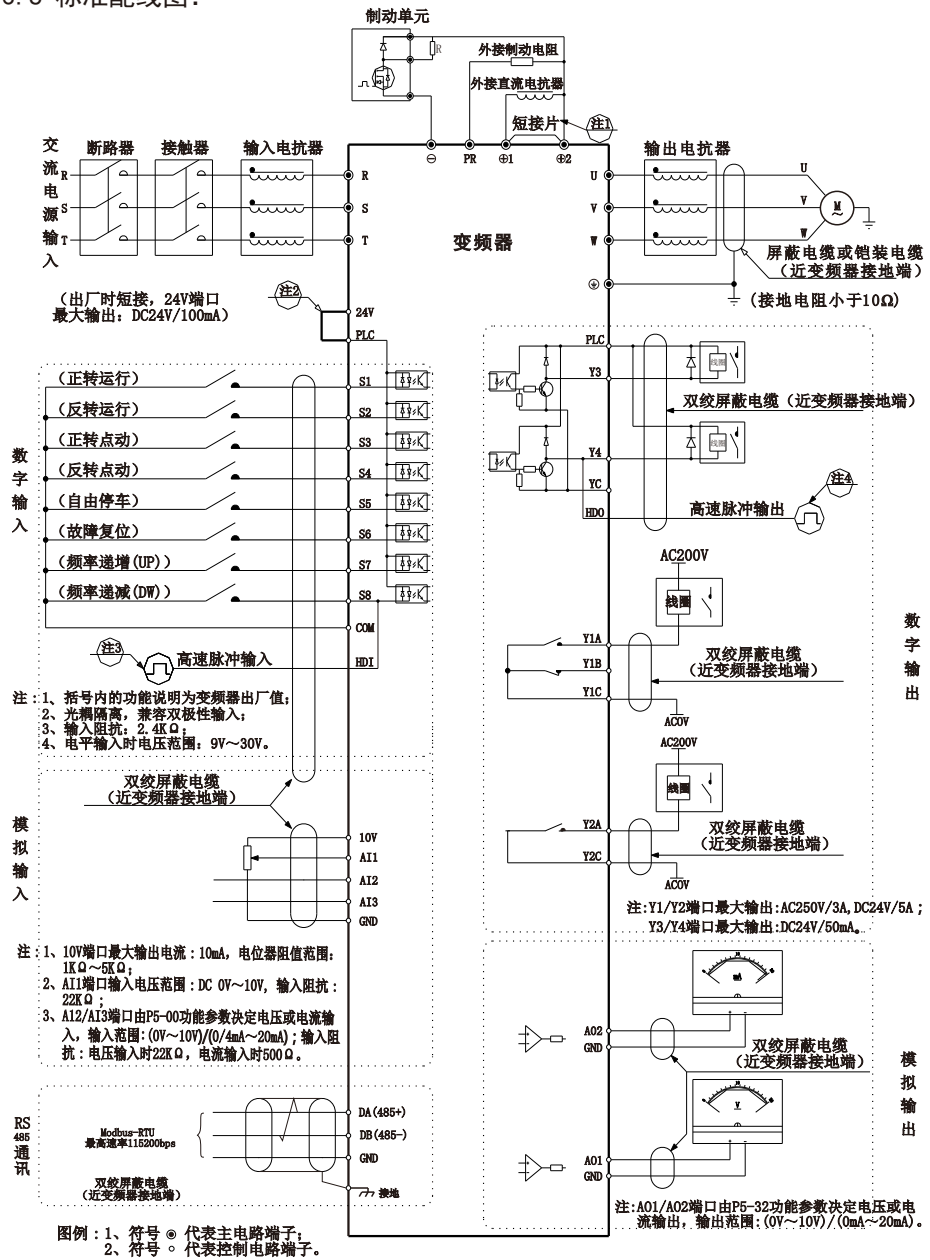 标准配线图：
制动单元
R
外接制动电阻
外接直流电抗器
短接片
注1
⊖ PR ⊕1 ⊕2
交流电源输入
断路器 接触器 输入电抗器
R
S
T
R
S
T
变频器
U
V
W
输出电抗器
U
V
W
M
~
屏蔽电缆或铠装电缆
（近变频器接地端）
(接地电阻小于10Ω)
（出厂时短接，24V端口
最大输出：DC24V/100mA）
注2
24V
PLC
数字输入
（正转运行） S1
（反转运行） S2
（正转点动） S3
（反转点动） S4
（自由停车） S5
（故障复位） S6
（频率递增(UP)） S7
（频率递减(DW)） S8
COM
注3
高速脉冲输入
HDI
注：1、括号内的功能说明为变频器出厂值；
2、光耦隔离，兼容双极性输入；
3、输入阻抗：2.4KΩ；
4、电平输入时电压范围：9V～30V。
双绞屏蔽电缆
（近变频器接地端）
模拟输入
10V
AI1
AI2
AI3
GND
注：1、10V端口最大输出电流：10mA，电位器阻值范围：
1KΩ～5KΩ；
2、AI1端口输入电压范围：DC 0V～10V, 输入阻抗：
22KΩ；
3、AI2/AI3端口由P5-00功能参数决定电压或电流输
入，输入范围:(0V～10V)/(0/4mA～20mA)；输入阻
抗：电压输入时22KΩ，电流输入时500Ω。
RS
485
通讯
Modbus-RTU
最高速率115200bps
双绞屏蔽电缆
（近变频器接地端）
DA(485+)
DB(485-)
GND
接地
图例：1、符号 ◉ 代表主电路端子；
2、符号 ○ 代表控制电路端子。
PLC
Y3
线圈
双绞屏蔽电缆（近变频器接地端）
Y4
线圈
YC
HDO
高速脉冲输出
注4
数字输出
AC200V
线圈
Y1A
Y1B
Y1C
双绞屏蔽电缆
（近变频器接地端）
AC0V
AC200V
线圈
Y2A
Y2C
双绞屏蔽电缆
（近变频器接地端）
AC0V
注:Y1/Y2端口最大输出:AC250V/3A,DC24V/5A；
Y3/Y4端口最大输出:DC24V/50mA。
模拟输出
mA
AO2
GND
双绞屏蔽电缆
（近变频器接地端）
V
AO1
GND
注:AO1/AO2端口由P5-32功能参数决定电压或电
流输出，输出范围:(0V～10V)/(0mA～20mA)。